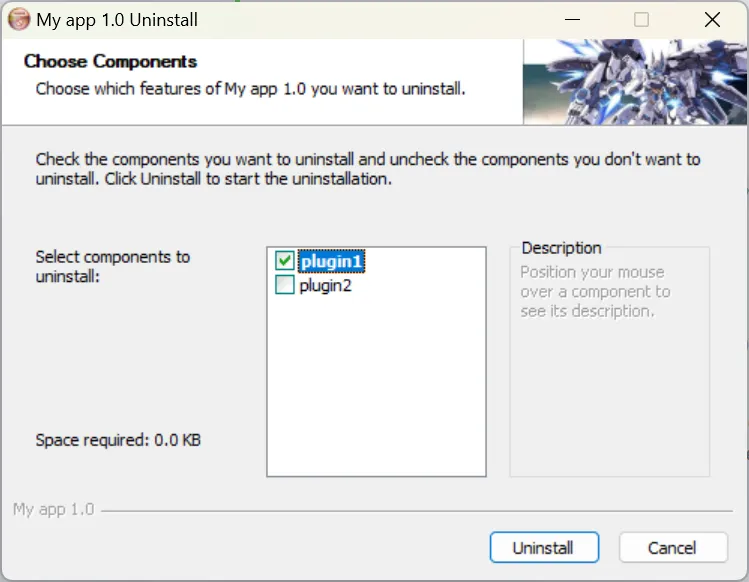 My app 1.0 Uninstall
Choose Components
Choose which features of My app 1.0 you want to uninstall.
Check the components you want to uninstall and uncheck the components you don't want to
uninstall. Click Uninstall to start the uninstallation.
Select components to
uninstall:
plugin1
plugin2
Description
Position your mouse
over a component to
see its description.
Space required: 0.0 KB
My app 1.0
Uninstall
Cancel